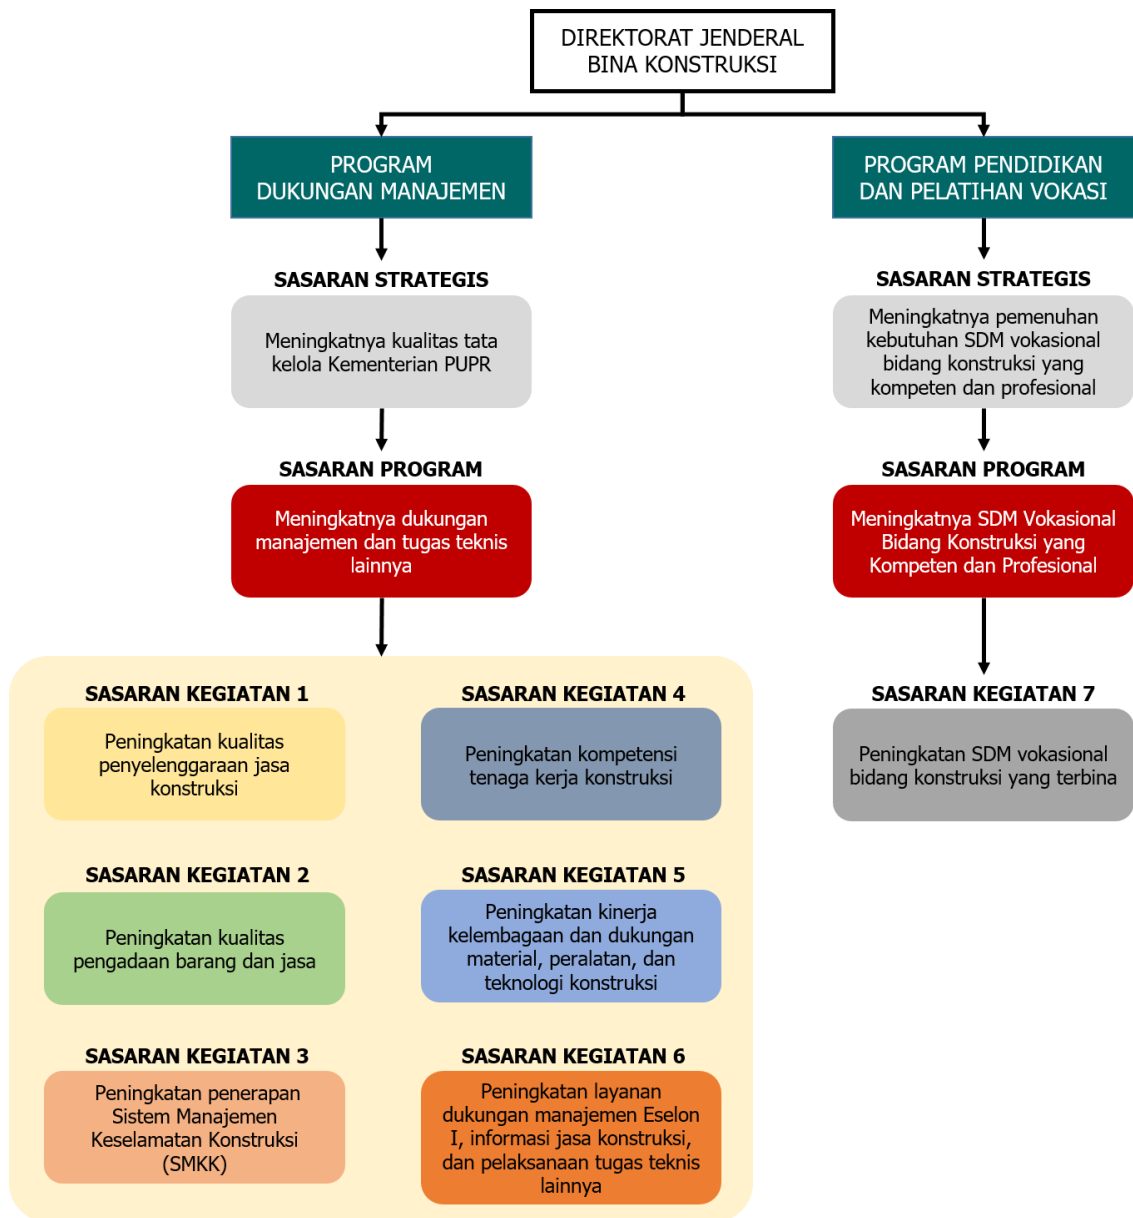 DIREKTORAT JENDERAL
BINA KONSTRUKSI
PROGRAM
DUKUNGAN MANAJEMEN
SASARAN STRATEGIS
Meningkatnya kualitas tata
kelola Kementerian PUPR
SASARAN PROGRAM
Meningkatnya dukungan
manajemen dan tugas teknis
lainnya
SASARAN KEGIATAN 1
Peningkatan kualitas
penyelenggaraan jasa
konstruksi
SASARAN KEGIATAN 2
Peningkatan kualitas
pengadaan barang dan jasa
SASARAN KEGIATAN 3
Peningkatan penerapan
Sistem Manajemen
Keselamatan Konstruksi
(SMKK)
SASARAN KEGIATAN 4
Peningkatan kompetensi
tenaga kerja konstruksi
SASARAN KEGIATAN 5
Peningkatan kinerja
kelembagaan dan dukungan
material, peralatan, dan
teknologi konstruksi
SASARAN KEGIATAN 6
Peningkatan layanan
dukungan manajemen Eselon
I, informasi jasa konstruksi,
dan pelaksanaan tugas teknis
lainnya
PROGRAM PENDIDIKAN
DAN PELATIHAN VOKASI
SASARAN STRATEGIS
Meningkatnya pemenuhan
kebutuhan SDM vokasional
bidang konstruksi yang
kompeten dan profesional
SASARAN PROGRAM
Meningkatnya SDM Vokasional
Bidang Konstruksi yang
Kompeten dan Profesional
SASARAN KEGIATAN 7
Peningkatan SDM vokasional
bidang konstruksi yang terbina